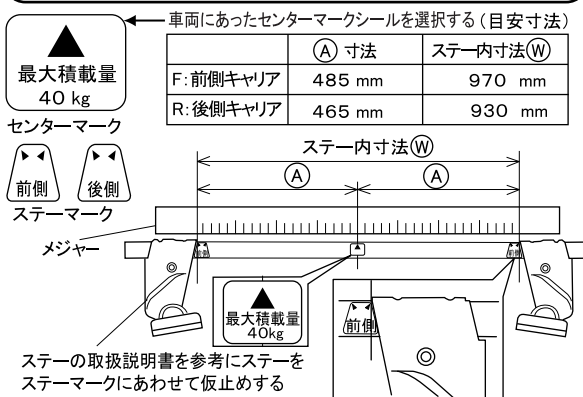 車両にあったセンターマークシールを選択する(目安寸法)
▲
最大積載量
40 kg
センターマーク
Ⓐ 寸法 ステー内寸法Ⓦ
F:前側キャリア 485 mm 970 mm
R:後側キャリア 465 mm 930 mm
前側 後側
ステーマーク
ステー内寸法Ⓦ
Ⓐ Ⓐ
メジャー
前側 前側
最大積載量
40kg
前側
ステーの取扱説明書を参考にステーを
ステーマークにあわせて仮止めする